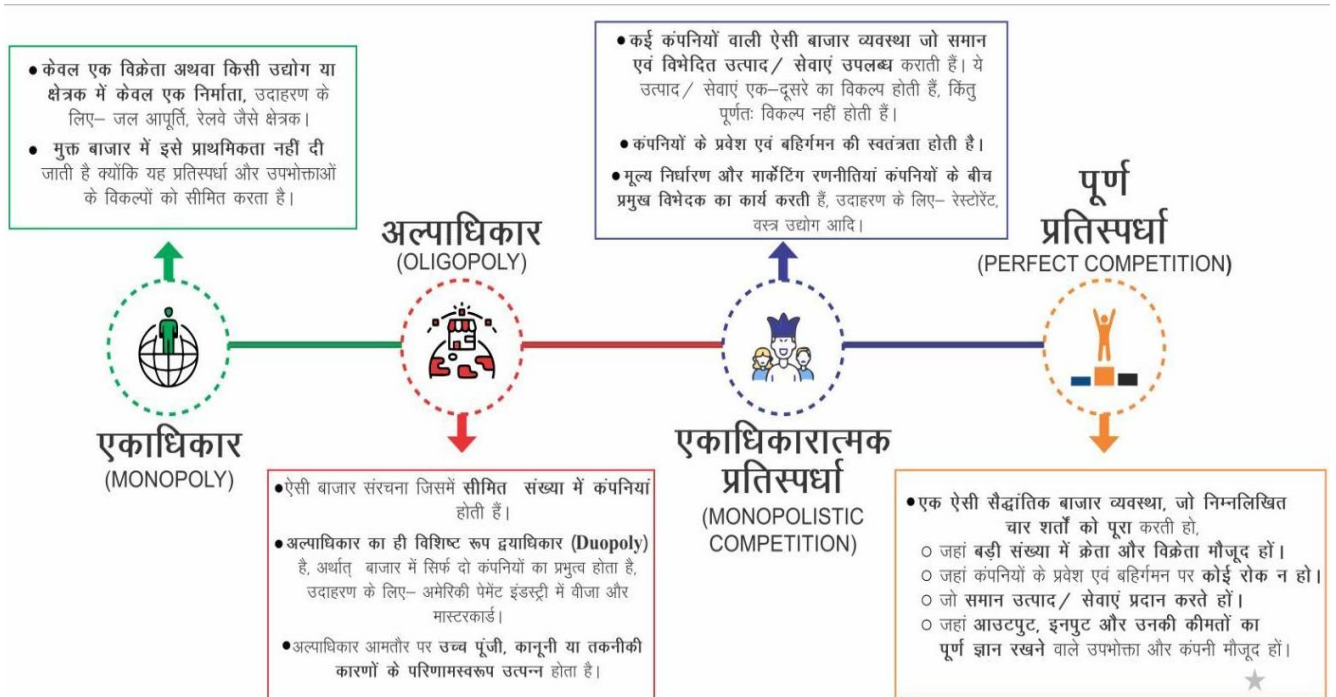 ● केवल एक विक्रेता अथवा किसी उद्योग या
क्षेत्रक में केवल एक निर्माता, उदाहरण के
लिए– जल आपूर्ति, रेलवे जैसे क्षेत्रक।
● मुक्त बाजार में इसे प्राथमिकता नहीं दी
जाती है क्योंकि यह प्रतिस्पर्धा और उपभोक्ताओं
के विकल्पों को सीमित करता है।
एकाधिकार
(MONOPOLY)
अल्पाधिकार
(OLIGOPOLY)
● ऐसी बाजार संरचना जिसमें सीमित संख्या में कंपनियां
होती हैं।
● अल्पाधिकार का ही विशिष्ट रूप द्वयाधिकार (Duopoly)
है, अर्थात् बाजार में सिर्फ दो कंपनियों का प्रभुत्व होता है,
उदाहरण के लिए– अमेरिकी पेमेंट इंडस्ट्री में वीजा और
मास्टरकार्ड।
● अल्पाधिकार आमतौर पर उच्च पूंजी, कानूनी या तकनीकी
कारणों के परिणामस्वरूप उत्पन्न होता है।
● कई कंपनियों वाली ऐसी बाजार व्यवस्था जो समान
एवं विभेदित उत्पाद/ सेवाएं उपलब्ध कराती हैं। ये
उत्पाद/ सेवाएं एक–दूसरे का विकल्प होती हैं, किंतु
पूर्णतः विकल्प नहीं होती हैं।
● कंपनियों के प्रवेश एवं बहिर्गमन की स्वतंत्रता होती है।
● मूल्य निर्धारण और मार्केटिंग रणनीतियां कंपनियों के बीच
प्रमुख विभेदक का कार्य करती हैं, उदाहरण के लिए– रेस्टोरेंट,
वस्त्र उद्योग आदि।
एकाधिकारात्मक
प्रतिस्पर्धा
(MONOPOLISTIC
COMPETITION)
पूर्ण
प्रतिस्पर्धा
(PERFECT COMPETITION)
● एक ऐसी सैद्धांतिक बाजार व्यवस्था, जो निम्नलिखित
चार शर्तों को पूरा करती हो,
○ जहां बड़ी संख्या में क्रेता और विक्रेता मौजूद हों।
○ जहां कंपनियों के प्रवेश एवं बहिर्गमन पर कोई रोक न हो।
○ जो समान उत्पाद/ सेवाएं प्रदान करते हों।
○ जहां आउटपुट, इनपुट और उनकी कीमतों का
पूर्ण ज्ञान रखने वाले उपभोक्ता और कंपनी मौजूद हों।